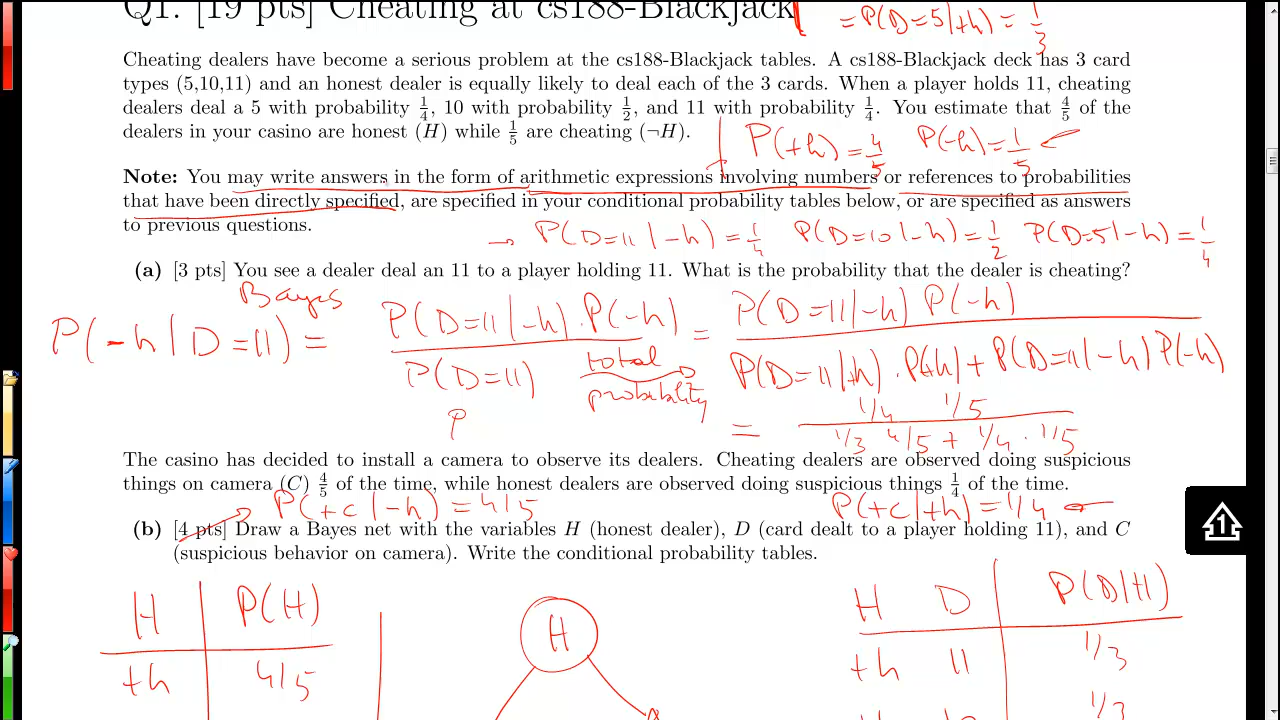 Q1. [19 pts] Cheating at cs188-Blackjack
= P(D=5|+h) = 1/3
Cheating dealers have become a serious problem at the cs188-Blackjack tables. A cs188-Blackjack deck has 3 card
types (5,10,11) and an honest dealer is equally likely to deal each of the 3 cards. When a player holds 11, cheating
dealers deal a 5 with probability 1/4, 10 with probability 1/2, and 11 with probability 1/4. You estimate that 4/5 of the
dealers in your casino are honest (H) while 1/5 are cheating (¬H).
P(+h) = 4/5 P(-h) = 1/5
Note: You may write answers in the form of arithmetic expressions involving numbers or references to probabilities
that have been directly specified, are specified in your conditional probability tables below, or are specified as answers
to previous questions.
→ P(D=11|-h) = 1/4 P(D=10|-h) = 1/2 P(D=5|-h) = 1/4
(a) [3 pts] You see a dealer deal an 11 to a player holding 11. What is the probability that the dealer is cheating?
Bayes
P(-h|D=11) = P(D=11|-h) · P(-h) = P(D=11|-h) P(-h)
P(D=11) total probability P(D=11|+h) · P(+h) + P(D=11|-h) P(-h)
P
= 1/4 1/5
1/3 4/5 + 1/4 · 1/5
The casino has decided to install a camera to observe its dealers. Cheating dealers are observed doing suspicious
things on camera (C) 4/5 of the time, while honest dealers are observed doing suspicious things 1/4 of the time.
P(+c|-h) = 4/5 P(+c|+h) = 1/4 ←
(b) [4 pts] Draw a Bayes net with the variables H (honest dealer), D (card dealt to a player holding 11), and C
(suspicious behavior on camera). Write the conditional probability tables.
H P(H)
+h 4/5
H
H D P(D|H)
+h 11 1/3
1/3